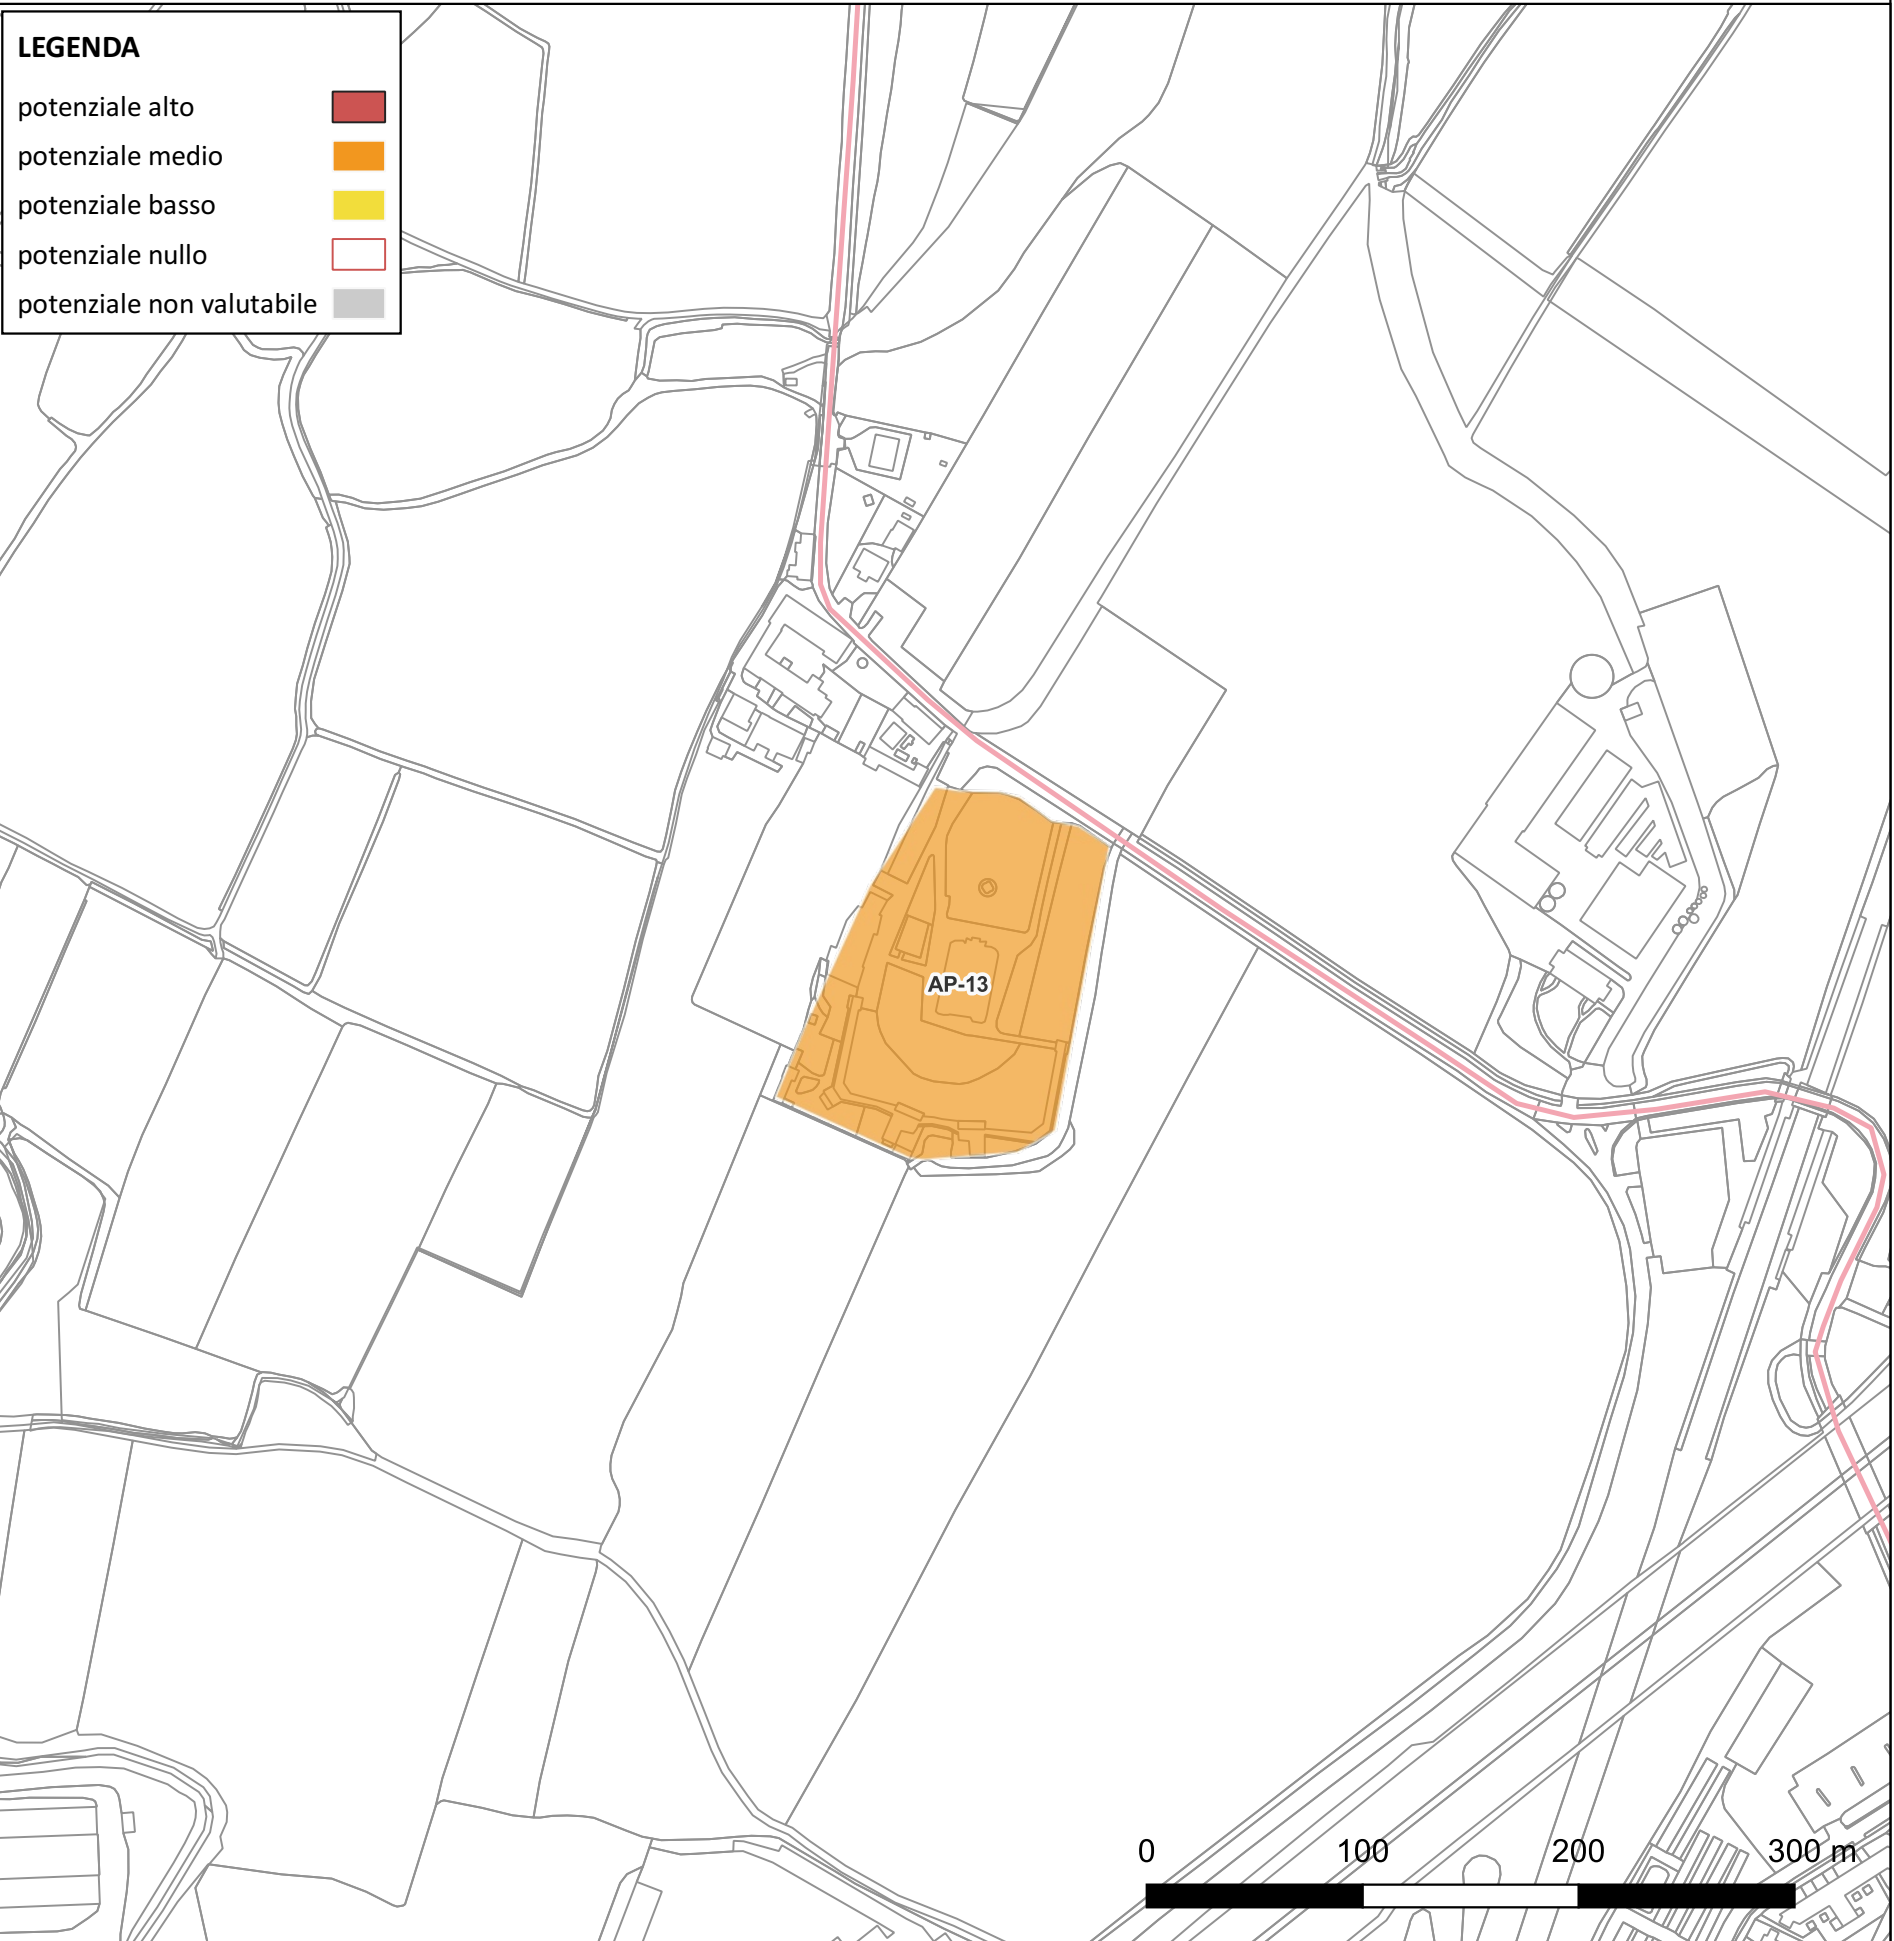 LEGENDA
potenziale alto
potenziale medio
potenziale basso
potenziale nullo
potenziale non valutabile
AP-13
0 100 200 300 m